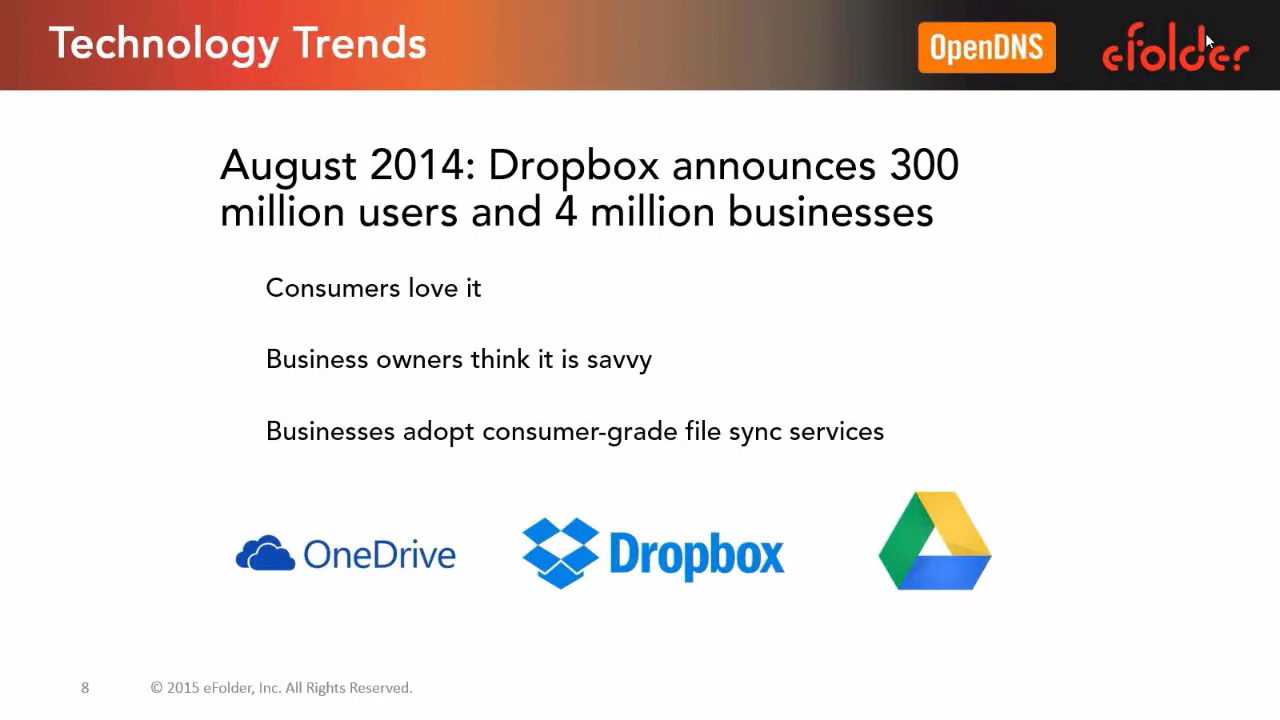 Technology Trends
OpenDNS
efolder
August 2014: Dropbox announces 300
million users and 4 million businesses
Consumers love it
Business owners think it is savvy
Businesses adopt consumer-grade file sync services
OneDrive
Dropbox
8
© 2015 eFolder, Inc. All Rights Reserved.